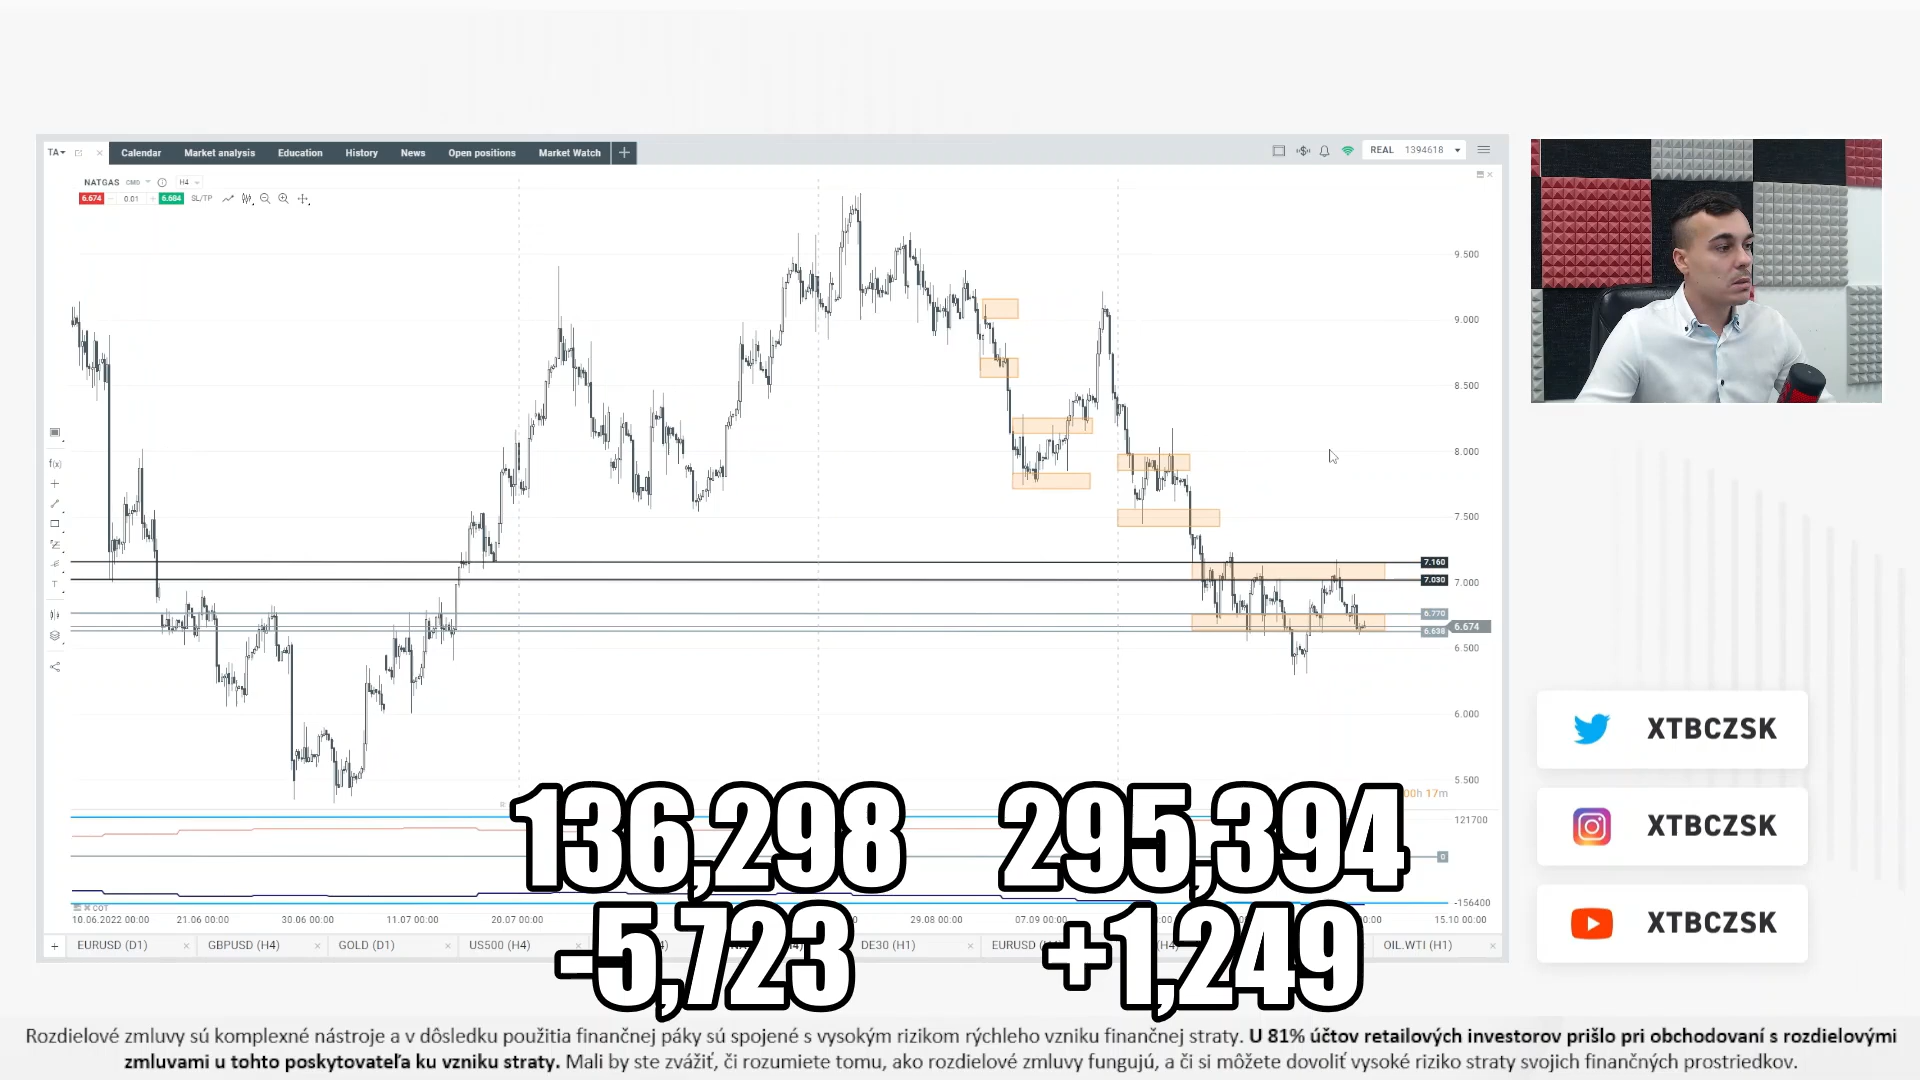 TA
Calendar
Market analysis
Education
History
News
Open positions
Market Watch
REAL 1394618
NATGAS CMD H4
6.674 0.01 6.684 SL/TP
9.500
9.000
8.500
8.000
7.500
7.160
7.030
7.000
6.770
6.674
6.638
6.500
6.000
5.500
00h 17m
121700
0
-156400
COT
10.06.2022 00:00 21.06 00:00 30.06 00:00 11.07 00:00 20.07 00:00 29.08 00:00 07.09 00:00 15.10 00:00
EURUSD (D1) GBPUSD (H4) GOLD (D1) US500 (H4) DE30 (H1) OIL.WTI (H1)
136,298 295,394
-5,723 +1,249
XTBCZSK
XTBCZSK
XTBCZSK
Rozdielové zmluvy sú komplexné nástroje a v dôsledku použitia finančnej páky sú spojené s vysokým rizikom rýchleho vzniku finančnej straty. U 81% účtov retailových investorov prišlo pri obchodovaní s rozdielovými
zmluvami u tohto poskytovateľa ku vzniku straty. Mali by ste zvážiť, či rozumiete tomu, ako rozdielové zmluvy fungujú, a či si môžete dovoliť vysoké riziko straty svojich finančných prostriedkov.